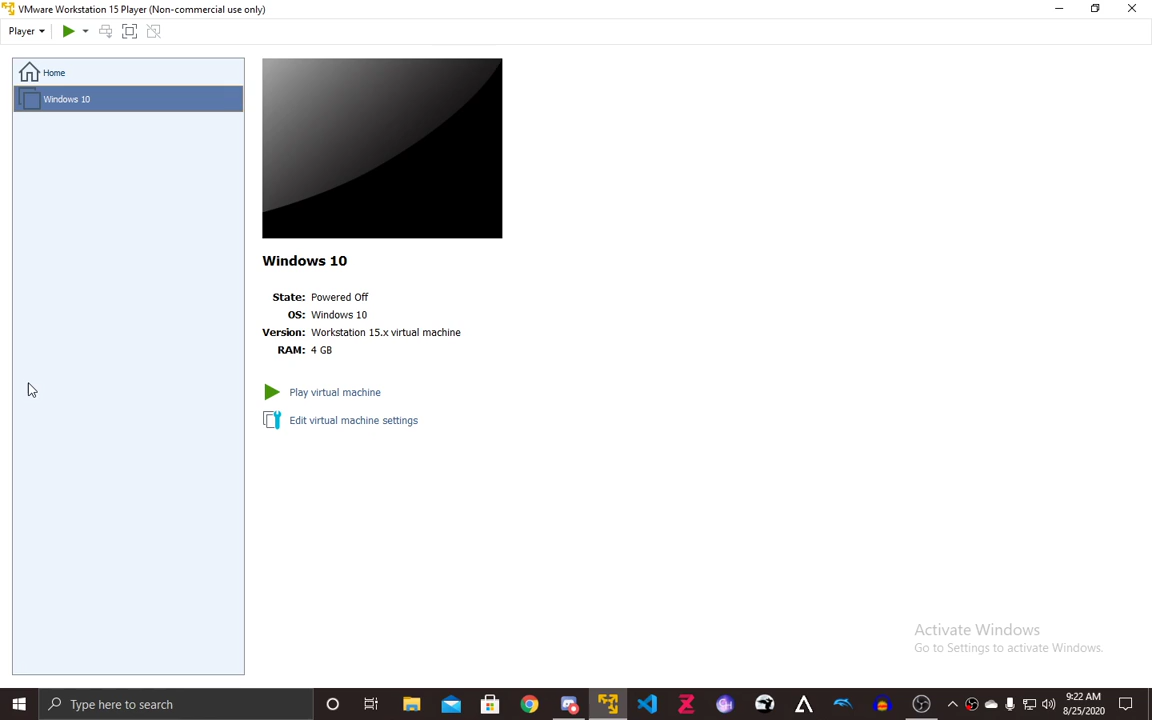 VMware Workstation 15 Player (Non-commercial use only)
Player
Home
Windows 10
Windows 10
State: Powered Off
OS: Windows 10
Version: Workstation 15.x virtual machine
RAM: 4 GB
Play virtual machine
Edit virtual machine settings
Activate Windows
Go to Settings to activate Windows.
Type here to search
9:22 AM
8/25/2020